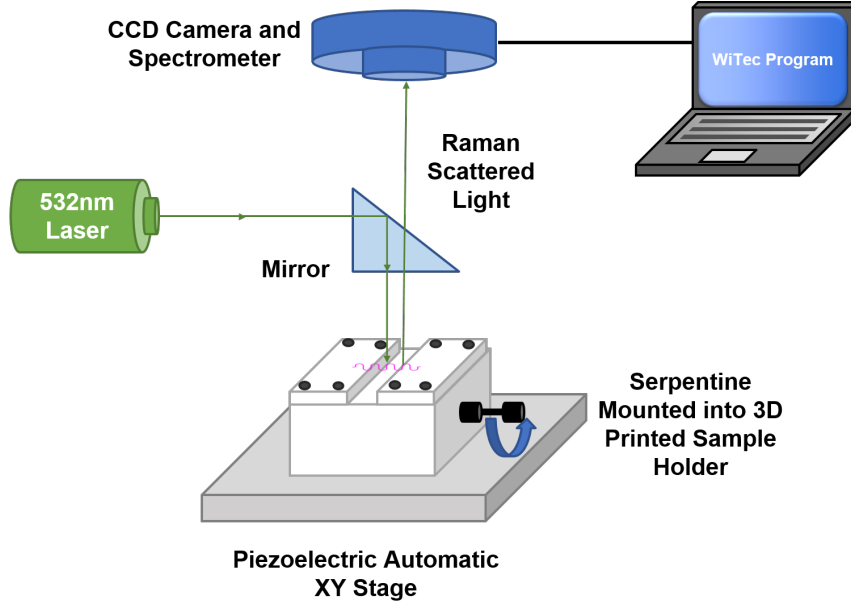 CCD Camera and
Spectrometer
WiTec Program
Raman
Scattered
Light
532nm
Laser
Mirror
Serpentine
Mounted into 3D
Printed Sample
Holder
Piezoelectric Automatic
XY Stage